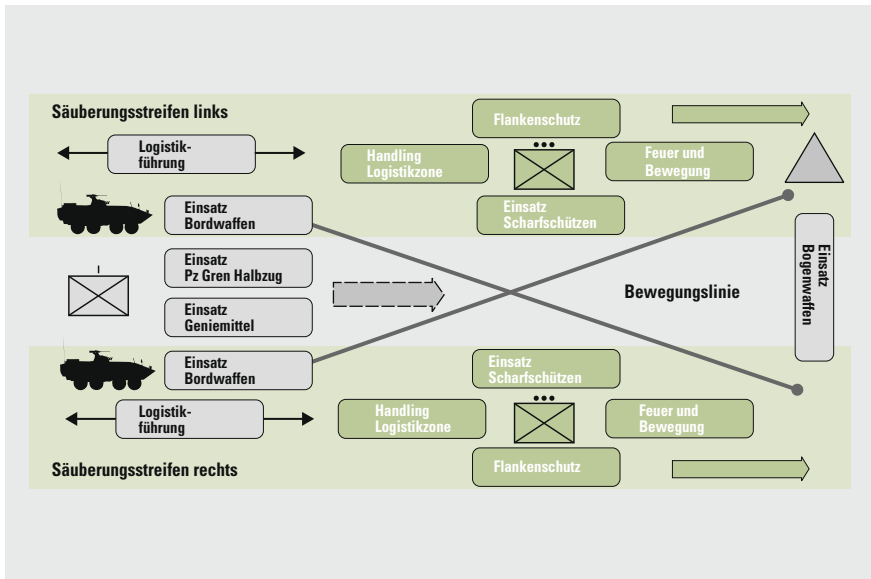 Säuberungsstreifen links
Flankenschutz
Logistik-
führung
Handling
Logistikzone
Feuer und
Bewegung
Einsatz
Bordwaffen
Einsatz
Scharfschützen
Einsatz
Pz Gren Halbzug
Einsatz
Geniemittel
Bewegungslinie
Einsatz
Bogenwaffen
Einsatz
Bordwaffen
Einsatz
Scharfschützen
Logistik-
führung
Handling
Logistikzone
Feuer und
Bewegung
Säuberungsstreifen rechts
Flankenschutz